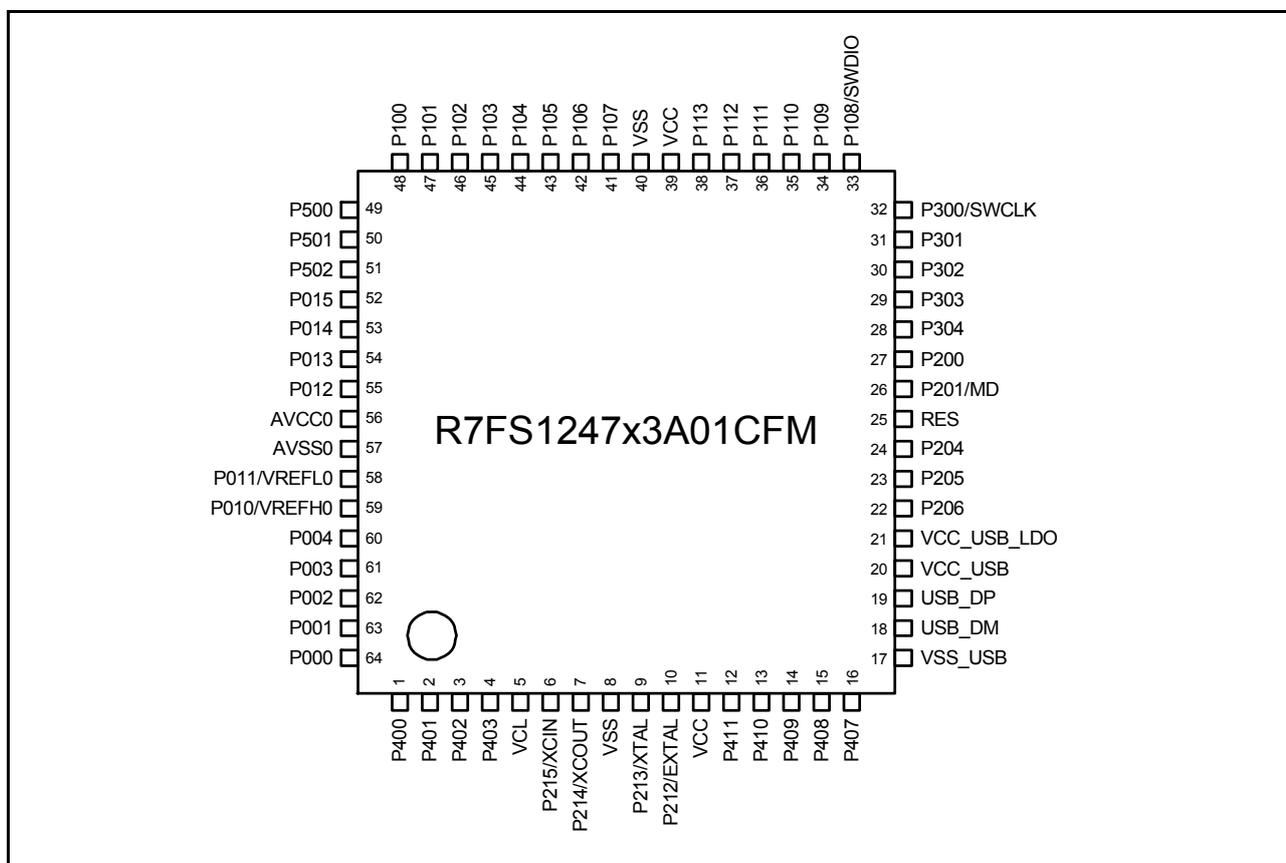 P100 P101 P102 P103 P104 P105 P106 P107 VSS VCC P113 P112 P111 P110 P109 P108/SWDIO
48 47 46 45 44 43 42 41 40 39 38 37 36 35 34 33
P500 49 32 P300/SWCLK
P501 50 31 P301
P502 51 30 P302
P015 52 29 P303
P014 53 28 P304
P013 54 27 P200
P012 55 26 P201/MD
AVCC0 56 25 RES
R7FS1247x3A01CFM
AVSS0 57 24 P204
P011/VREFL0 58 23 P205
P010/VREFH0 59 22 P206
P004 60 21 VCC_USB_LDO
P003 61 20 VCC_USB
P002 62 19 USB_DP
P001 63 18 USB_DM
P000 64 17 VSS_USB
1 2 3 4 5 6 7 8 9 10 11 12 13 14 15 16
P400 P401 P402 P403 VCL P215/XCIN P214/XCOUT VSS P213/XTAL P212/EXTAL VCC P411 P410 P409 P408 P407